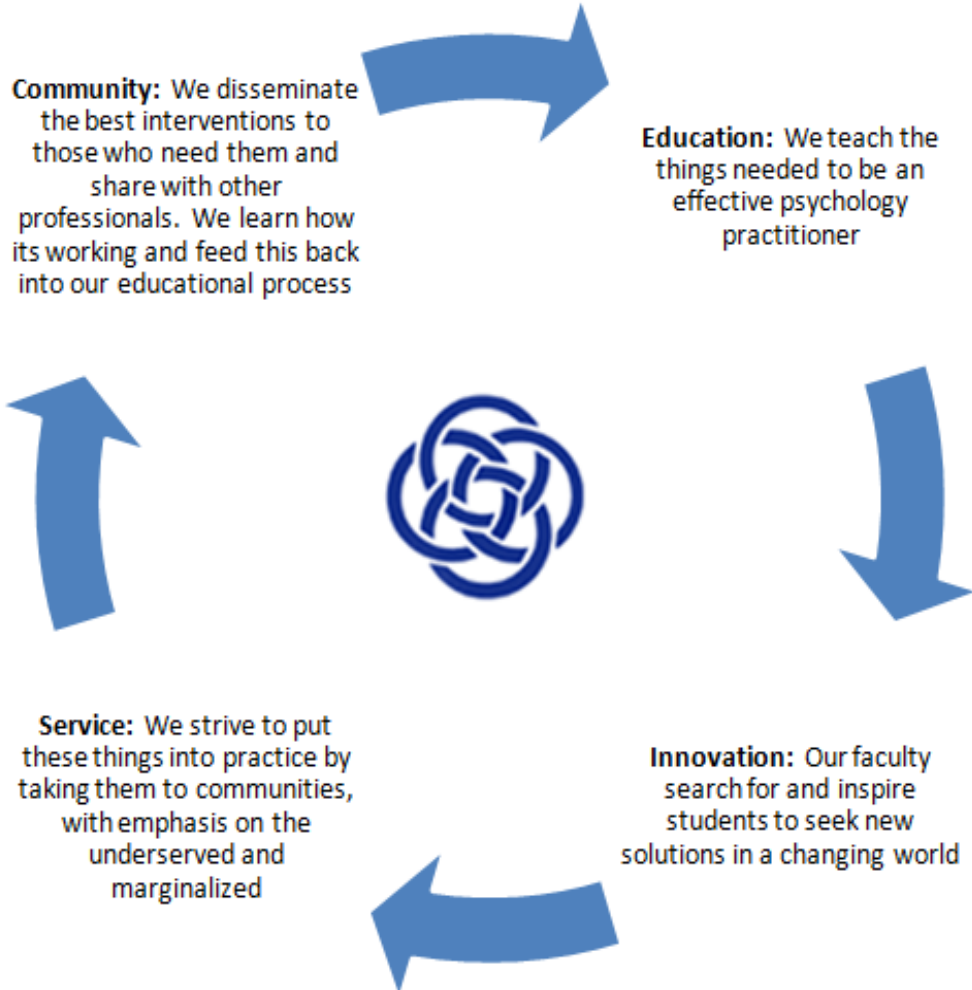 Community: We disseminate
the best interventions to
those who need them and
share with other
professionals. We learn how
its working and feed this back
into our educational process
Education: We teach the
things needed to be an
effective psychology
practitioner
Service: We strive to put
these things into practice by
taking them to communities,
with emphasis on the
underserved and
marginalized
Innovation: Our faculty
search for and inspire
students to seek new
solutions in a changing world